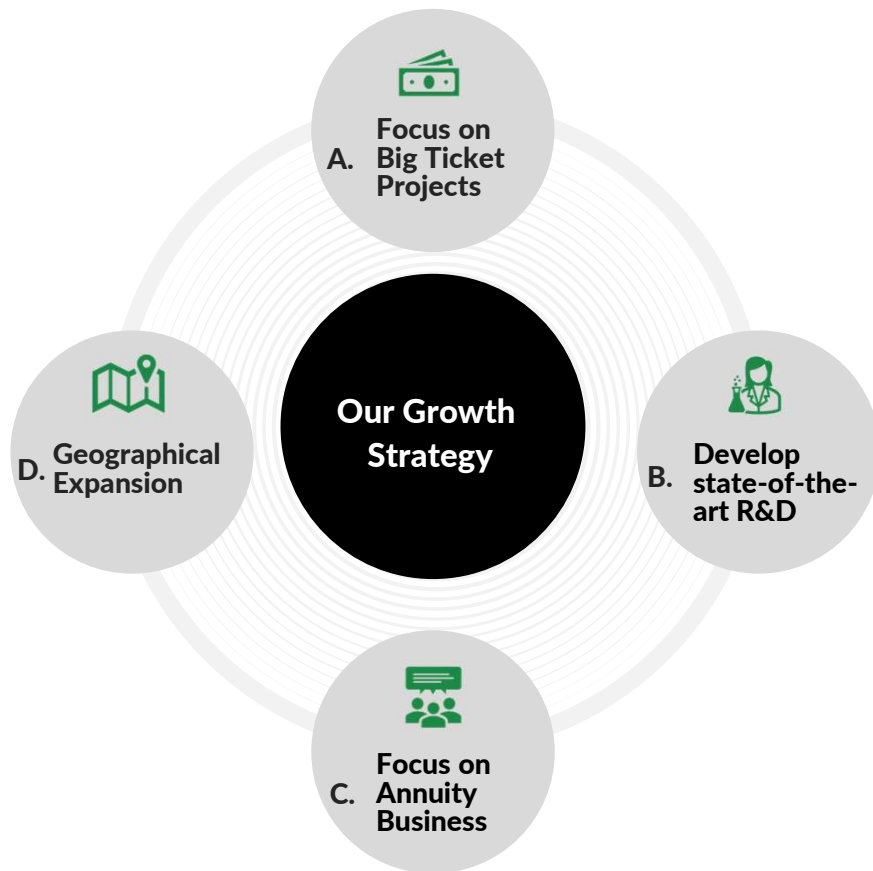 A. Focus on
Big Ticket
Projects
Our Growth
Strategy
B. Develop
state-of-the-
art R&D
C. Focus on
Annuity
Business
D. Geographical
Expansion